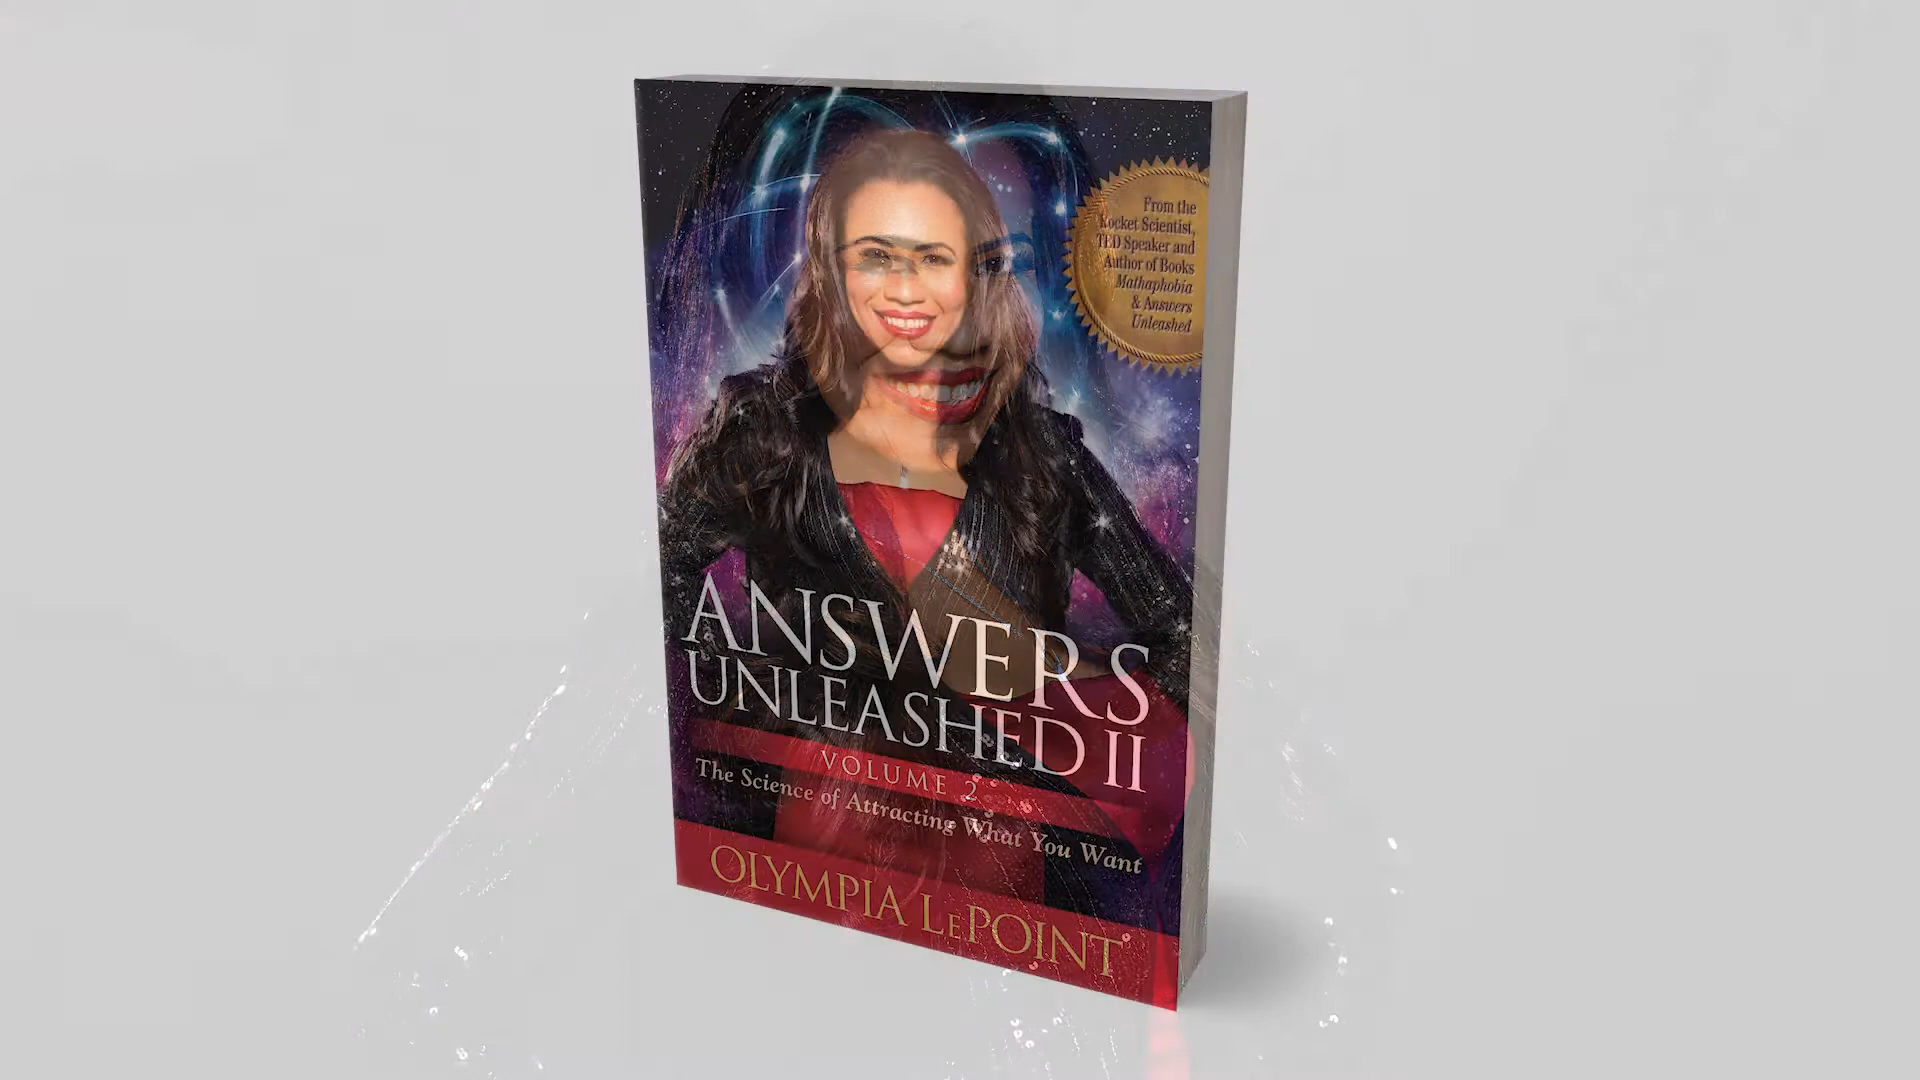 From the
Rocket Scientist,
TED Speaker and
Author of Books
Mathaphobia
& Answers
Unleashed
ANSWERS
UNLEASHED II
VOLUME 2
The Science of Attracting What You Want
OLYMPIA LEPOINT